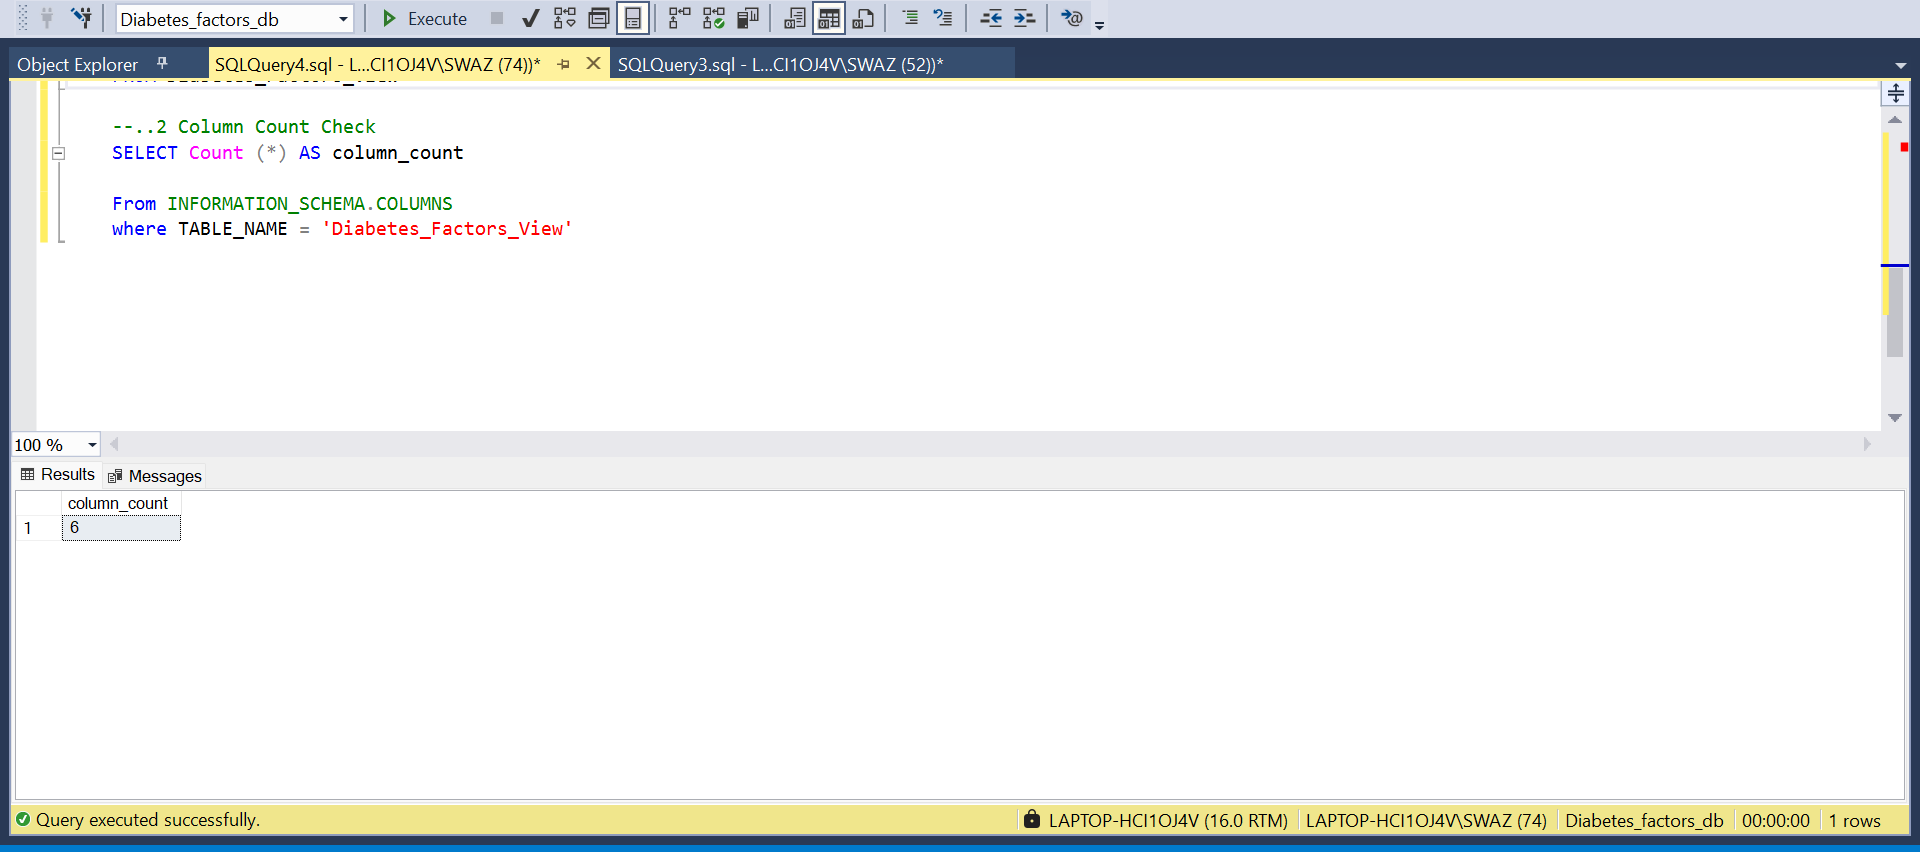 Diabetes_factors_db Execute
Object Explorer SQLQuery4.sql - L...CI1OJ4V\SWAZ (74))* SQLQuery3.sql - L...CI1OJ4V\SWAZ (52))*
--..2 Column Count Check
SELECT Count (*) AS column_count
From INFORMATION_SCHEMA.COLUMNS
where TABLE_NAME = 'Diabetes_Factors_View'
100 %
Results Messages
column_count
1 6
Query executed successfully. LAPTOP-HCI1OJ4V (16.0 RTM) LAPTOP-HCI1OJ4V\SWAZ (74) Diabetes_factors_db 00:00:00 1 rows